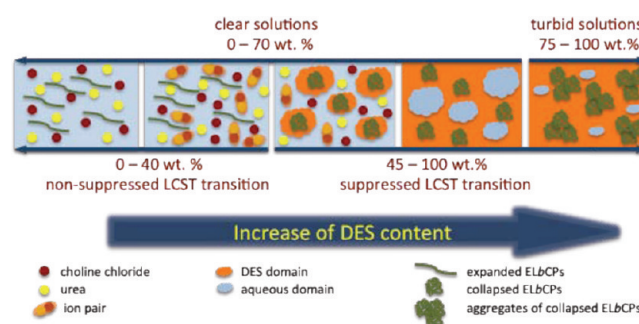 clear solutions
0 – 70 wt. %
turbid solutions
75 – 100 wt. %
0 – 40 wt. %
non-suppressed LCST transition
45 – 100 wt.%
suppressed LCST transition
Increase of DES content
choline chloride
urea
ion pair
DES domain
aqueous domain
expanded ELbCPs
collapsed ELbCPs
aggregates of collapsed ELbCPs